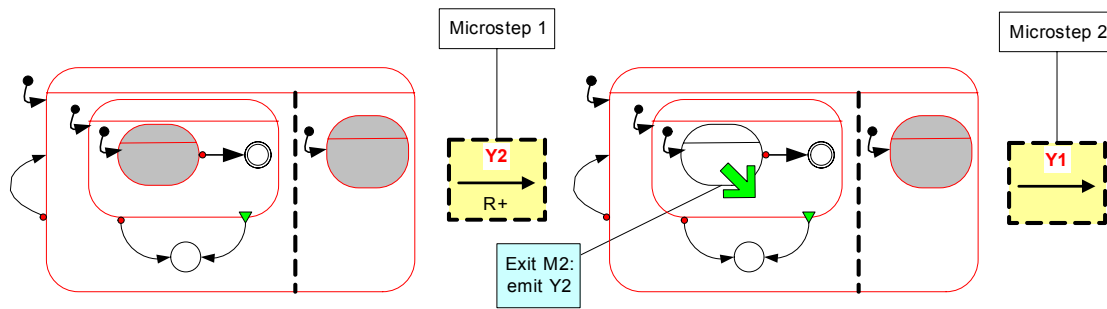 Microstep 1
Microstep 2
Y2
R+
Y1
Exit M2:
emit Y2